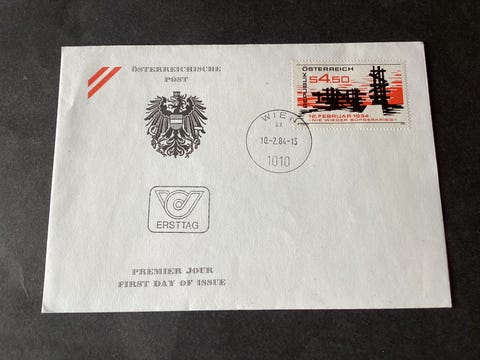 ÖSTERREICHISCHE
POST
REPUBLIK ÖSTERREICH
S4.50
12. FEBRUAR 1934
"NIE WIEDER BÜRGERKRIEG"
WIEN
10.-2.84-13
1010
ERSTTAG
PREMIER JOUR
FIRST DAY OF ISSUE